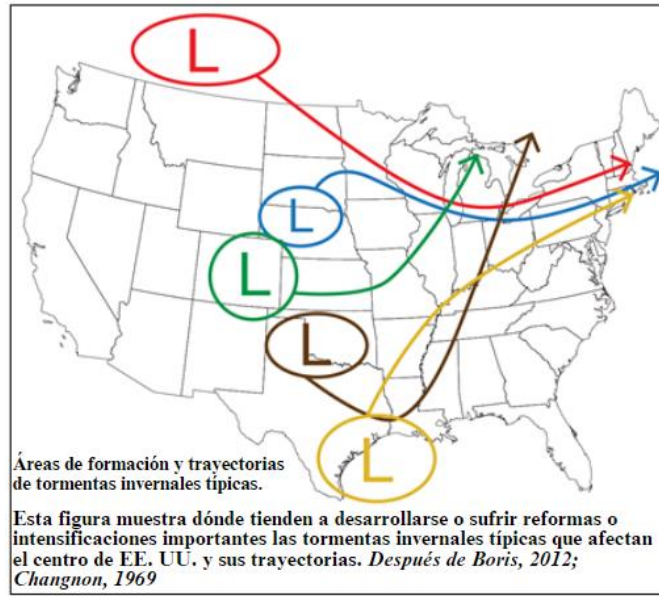 L
L
L
L
L
Áreas de formación y trayectorias
de tormentas invernales típicas.
Esta figura muestra dónde tienden a desarrollarse o sufrir reformas o
intensificaciones importantes las tormentas invernales típicas que afectan
el centro de EE. UU. y sus trayectorias. Después de Boris, 2012;
Changnon, 1969